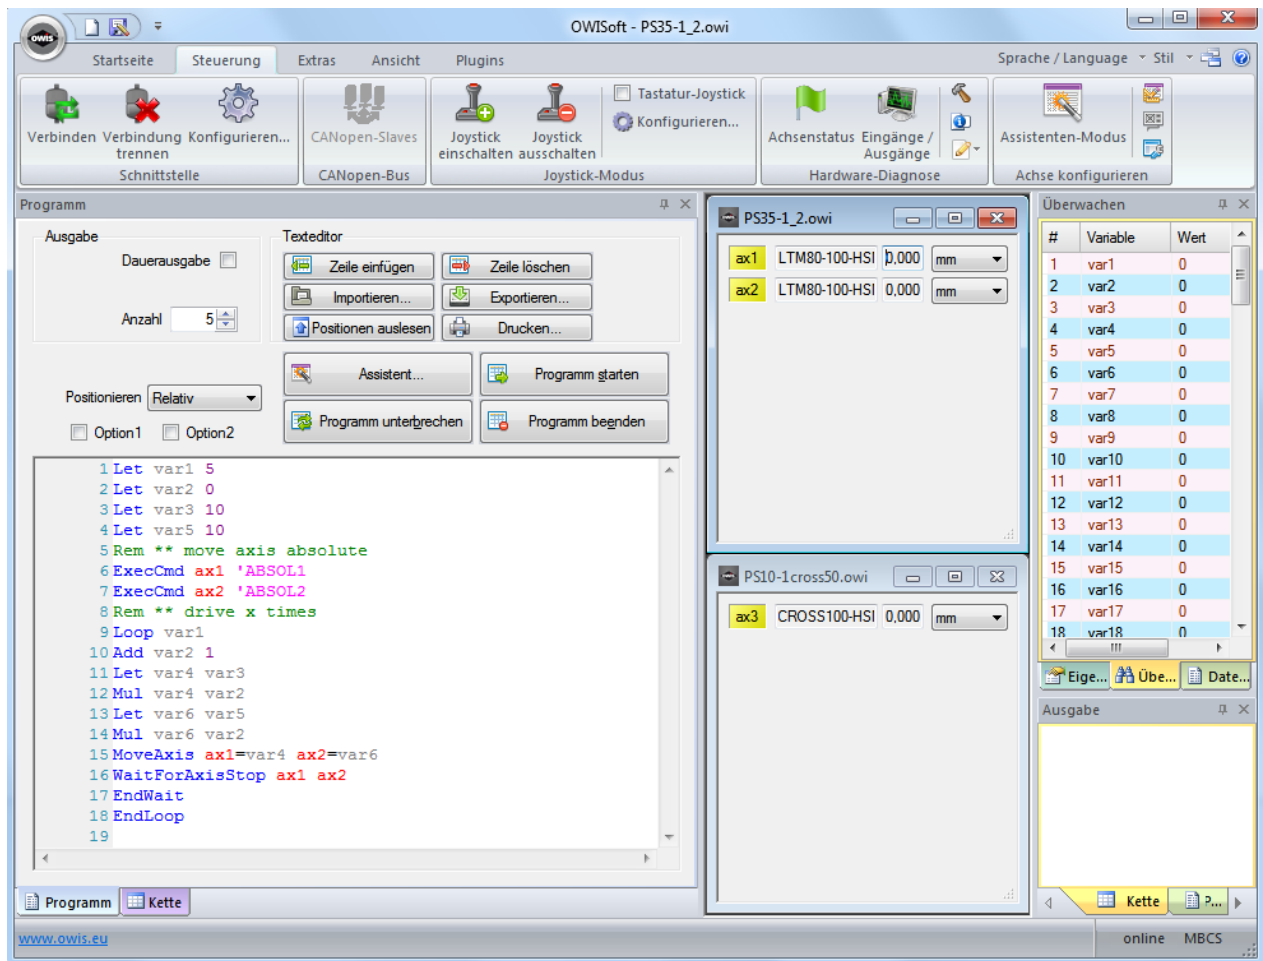 OWISoft - PS35-1_2.owi
owis
Startseite Steuerung Extras Ansicht Plugins Sprache / Language Stil
Verbinden Verbindung trennen Konfigurieren...
Schnittstelle
CANopen-Slaves
CANopen-Bus
Joystick einschalten Joystick ausschalten
Tastatur-Joystick
Konfigurieren...
Joystick-Modus
Achsenstatus Eingänge / Ausgänge
Hardware-Diagnose
Assistenten-Modus
Achse konfigurieren
Programm
Ausgabe
Dauerausgabe
Anzahl 5
Texteditor
Zeile einfügen Zeile löschen
Importieren... Exportieren...
Positionen auslesen Drucken...
Positionieren Relativ
Option1 Option2
Assistent... Programm starten
Programm unterbrechen Programm beenden
1 Let var1 5
2 Let var2 0
3 Let var3 10
4 Let var5 10
5 Rem ** move axis absolute
6 ExecCmd ax1 'ABSOL1
7 ExecCmd ax2 'ABSOL2
8 Rem ** drive x times
9 Loop var1
10 Add var2 1
11 Let var4 var3
12 Mul var4 var2
13 Let var6 var5
14 Mul var6 var2
15 MoveAxis ax1=var4 ax2=var6
16 WaitForAxisStop ax1 ax2
17 EndWait
18 EndLoop
19
Programm Kette
PS35-1_2.owi
ax1 LTM80-100-HSI 0,000 mm
ax2 LTM80-100-HSI 0,000 mm
PS10-1cross50.owi
ax3 CROSS100-HSI 0,000 mm
Überwachen
# Variable Wert
1 var1 0
2 var2 0
3 var3 0
4 var4 0
5 var5 0
6 var6 0
7 var7 0
8 var8 0
9 var9 0
10 var10 0
11 var11 0
12 var12 0
13 var13 0
14 var14 0
15 var15 0
16 var16 0
17 var17 0
18 var18 0
Eige... Übe... Date...
Ausgabe
Kette P...
www.owis.eu
online MBCS